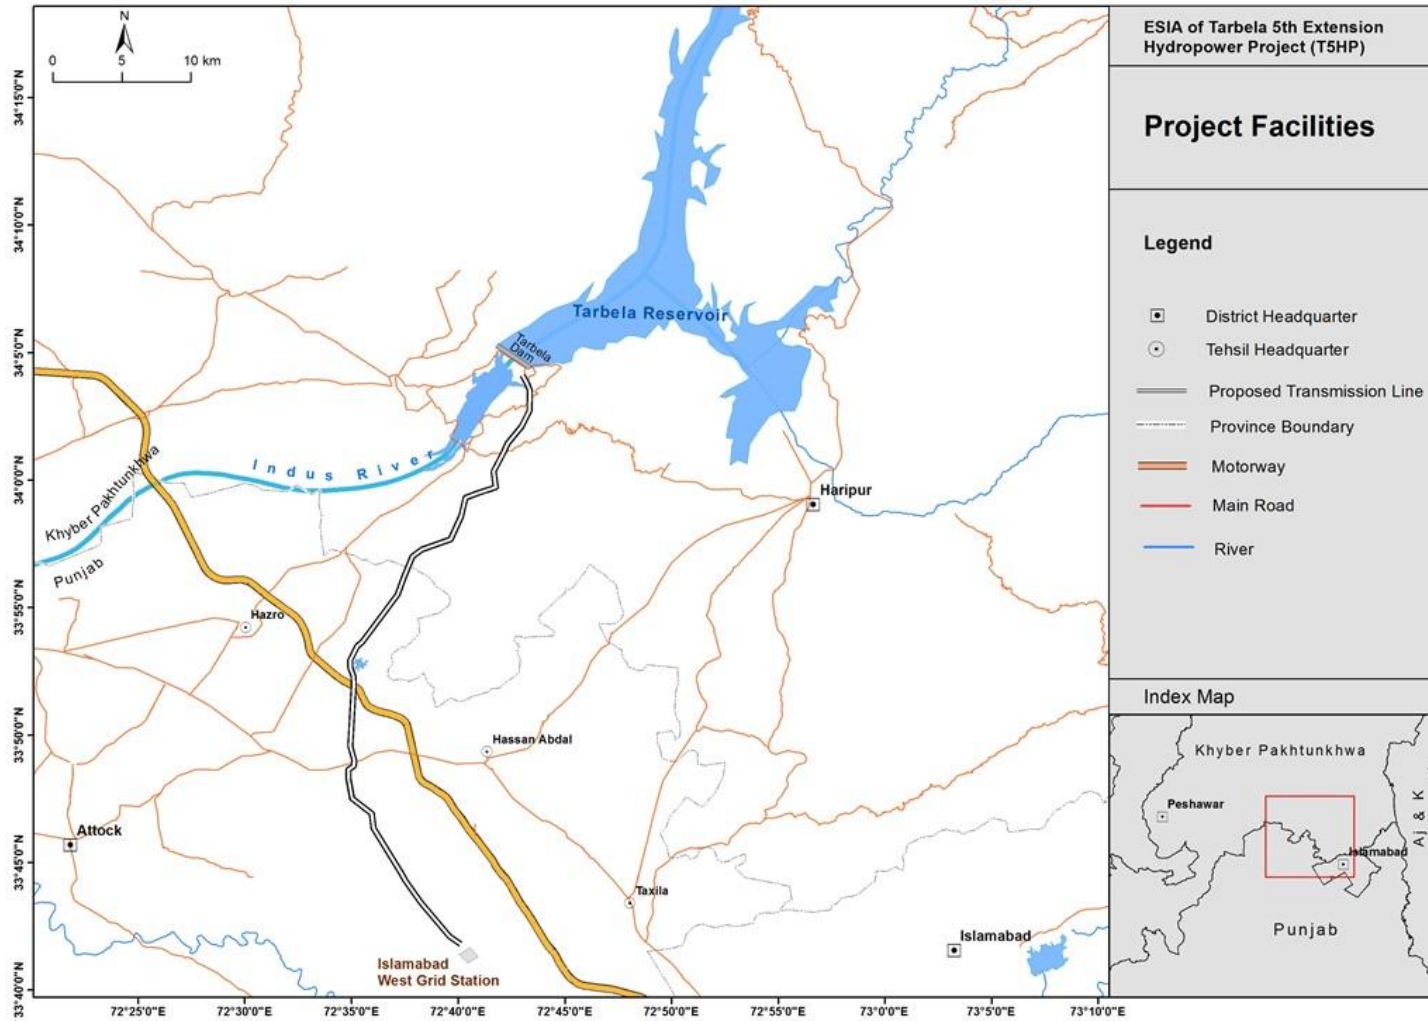 N
0 5 10 km
34°15'0"N
34°10'0"N
34°5'0"N
34°0'0"N
33°55'0"N
33°50'0"N
33°45'0"N
33°40'0"N
Tarbela Reservoir
Tarbela
Dam
Indus River
Khyber Pakhtunkhwa
Punjab
Haripur
Hazro
Hassan Abdal
Attock
Taxila
Islamabad
Islamabad
West Grid Station
72°25'0"E
72°30'0"E
72°35'0"E
72°40'0"E
72°45'0"E
72°50'0"E
72°55'0"E
73°0'0"E
73°5'0"E
73°10'0"E
ESIA of Tarbela 5th Extension
Hydropower Project (T5HP)
Project Facilities
Legend
District Headquarter
Tehsil Headquarter
Proposed Transmission Line
Province Boundary
Motorway
Main Road
River
Index Map
Khyber Pakhtunkhwa
Peshawar
Aj & K
Islamabad
Punjab